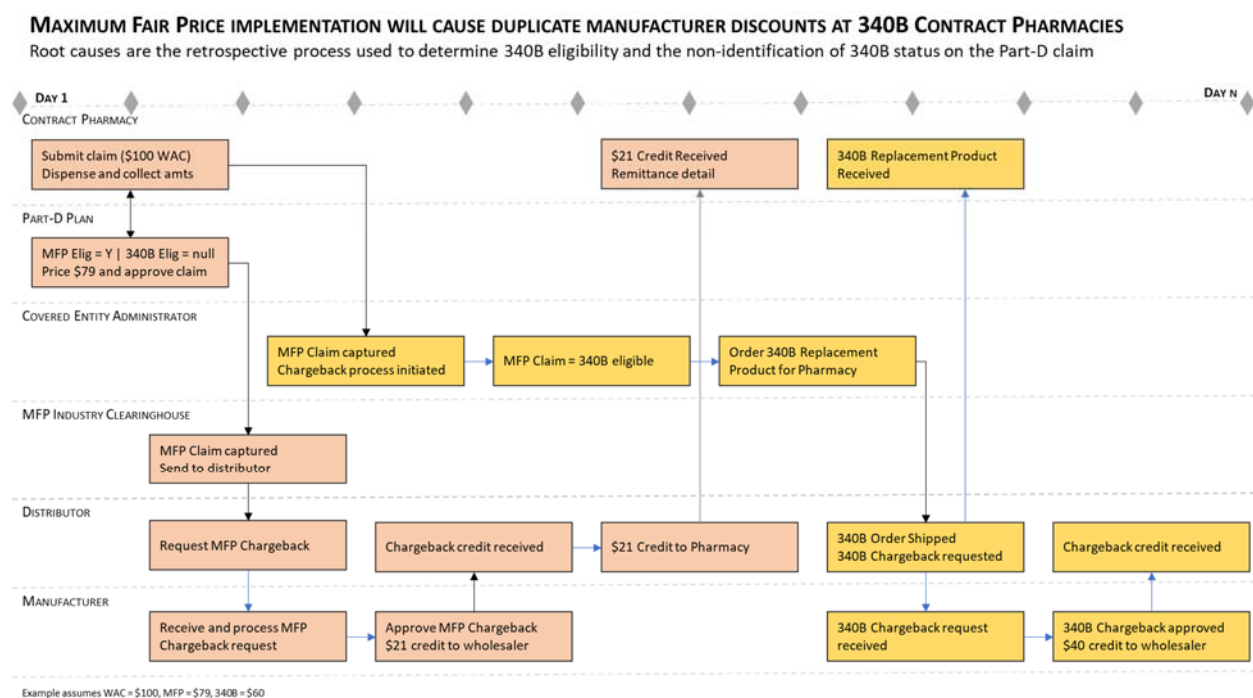 MAXIMUM FAIR PRICE IMPLEMENTATION WILL CAUSE DUPLICATE MANUFACTURER DISCOUNTS AT 340B CONTRACT PHARMACIES
Root causes are the retrospective process used to determine 340B eligibility and the non-identification of 340B status on the Part-D claim
DAY 1
DAY N
CONTRACT PHARMACY
Submit claim ($100 WAC)
Dispense and collect amts
$21 Credit Received
Remittance detail
340B Replacement Product
Received
PART-D PLAN
MFP Elig = Y | 340B Elig = null
Price $79 and approve claim
COVERED ENTITY ADMINISTRATOR
MFP Claim captured
Chargeback process initiated
MFP Claim = 340B eligible
Order 340B Replacement
Product for Pharmacy
MFP INDUSTRY CLEARINGHOUSE
MFP Claim captured
Send to distributor
DISTRIBUTOR
Request MFP Chargeback
Chargeback credit received
$21 Credit to Pharmacy
340B Order Shipped
340B Chargeback requested
Chargeback credit received
MANUFACTURER
Receive and process MFP
Chargeback request
Approve MFP Chargeback
$21 credit to wholesaler
340B Chargeback request
received
340B Chargeback approved
$40 credit to wholesaler
Example assumes WAC = $100, MFP = $79, 340B = $60